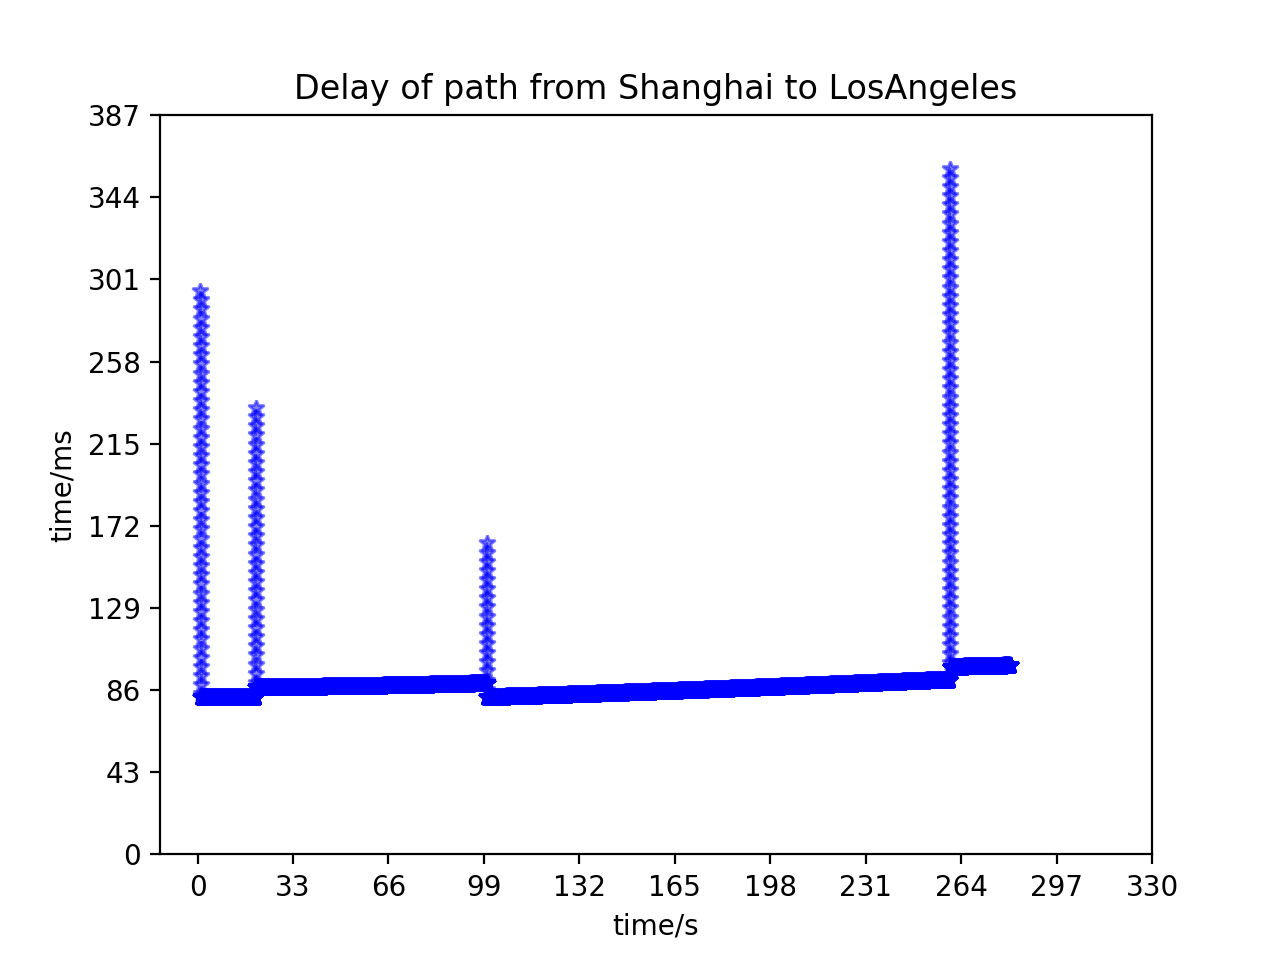 Delay of path from Shanghai to LosAngeles
387
344
301
258
215
172
129
86
43
0
time/ms
0 33 66 99 132 165 198 231 264 297 330
time/s